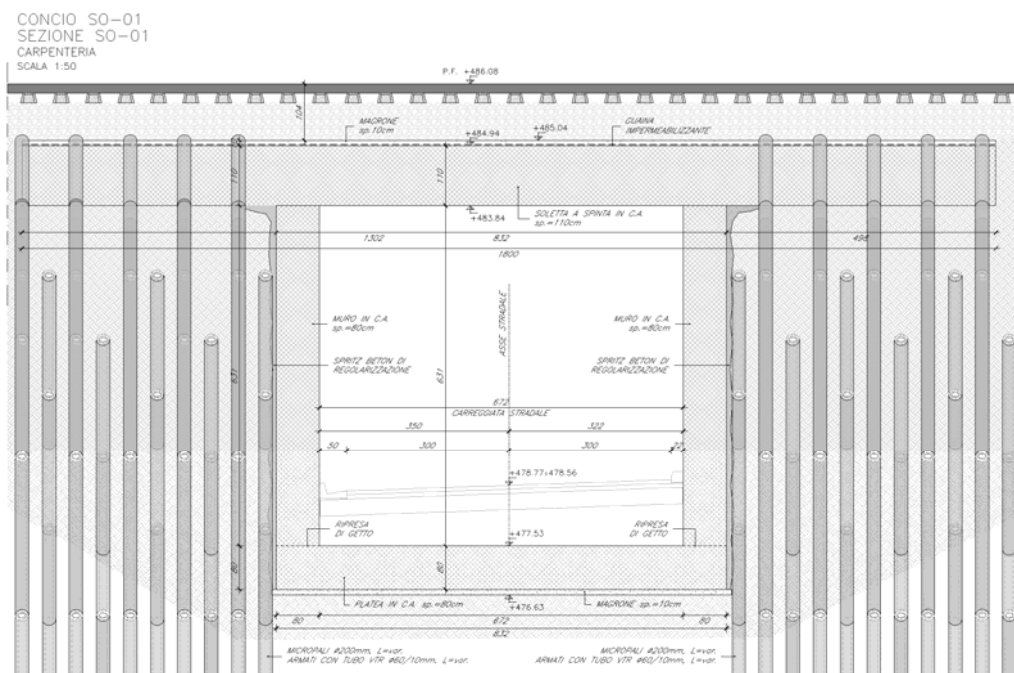 CONCIO SO-01
SEZIONE SO-01
CARPENTERIA
SCALA 1:50
P.F. +486.08
104
MAGRONE
sp.10cm
+484.94
+485.04
GUAINA
IMPERMEABILIZZANTE
110
110
+483.84
SOLETTA A SPINTA IN C.A.
sp.=110cm
1302
832
498
1800
MURO IN C.A.
sp.=80cm
ASSE STRADALE
MURO IN C.A.
sp.=80cm
SPRITZ BETON DI
REGOLARIZZAZIONE
SPRITZ BETON DI
REGOLARIZZAZIONE
631
631
672
CARREGGIATA STRADALE
350
322
50
300
300
22
+478.77÷478.56
RIPRESA
DI GETTO
+477.53
RIPRESA
DI GETTO
80
80
PLATEA IN C.A. sp=80cm
+476.63
MAGRONE sp=10cm
80
672
80
832
MICROPALI ø200mm, L=var.
ARMATI CON TUBO VTR ø60/10mm, L=var.
MICROPALI ø200mm, L=var.
ARMATI CON TUBO VTR ø60/10mm, L=var.